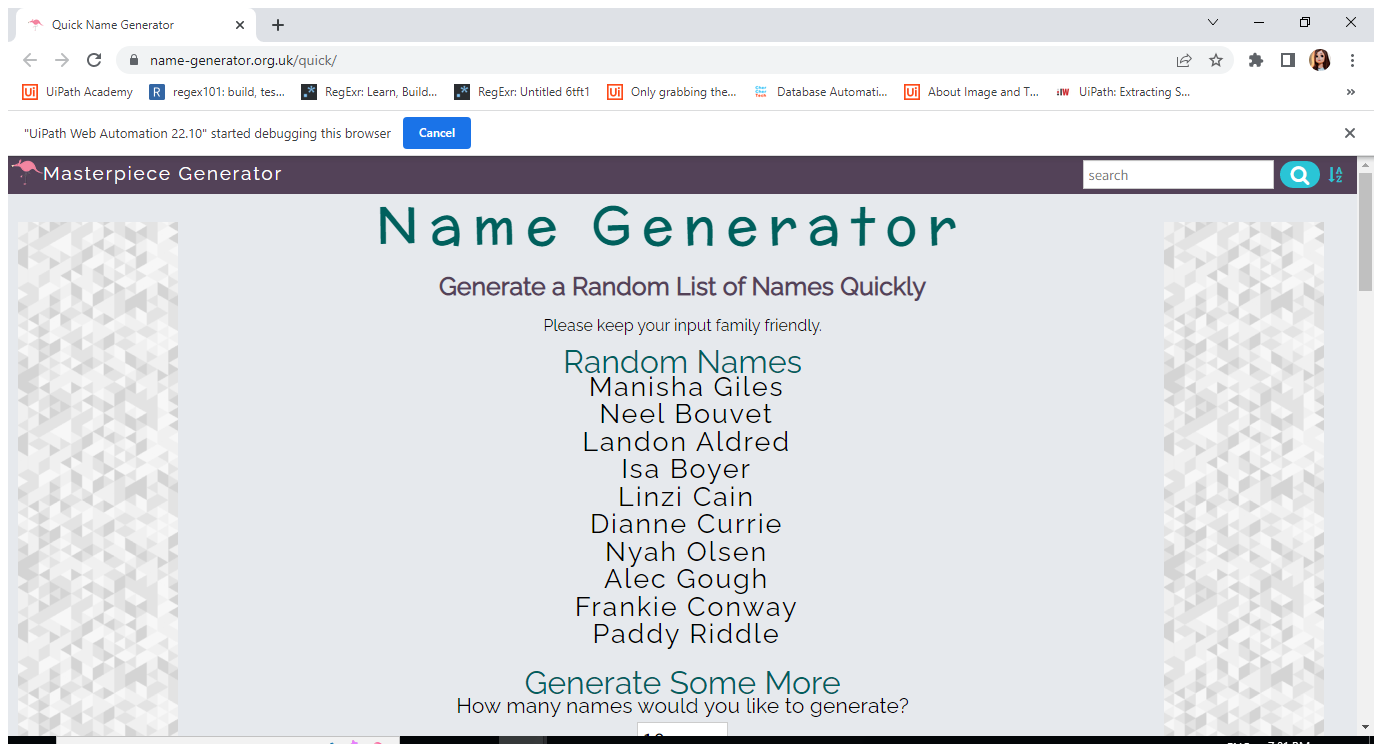 Quick Name Generator
name-generator.org.uk/quick/
UiPath Academy
regex101: build, tes...
RegExr: Learn, Build...
RegExr: Untitled 6tft1
Only grabbing the...
Database Automati...
About Image and T...
UiPath: Extracting S...
"UiPath Web Automation 22.10" started debugging this browser
Cancel
Masterpiece Generator
search
Name Generator
Generate a Random List of Names Quickly
Please keep your input family friendly.
Random Names
Manisha Giles
Neel Bouvet
Landon Aldred
Isa Boyer
Linzi Cain
Dianne Currie
Nyah Olsen
Alec Gough
Frankie Conway
Paddy Riddle
Generate Some More
How many names would you like to generate?